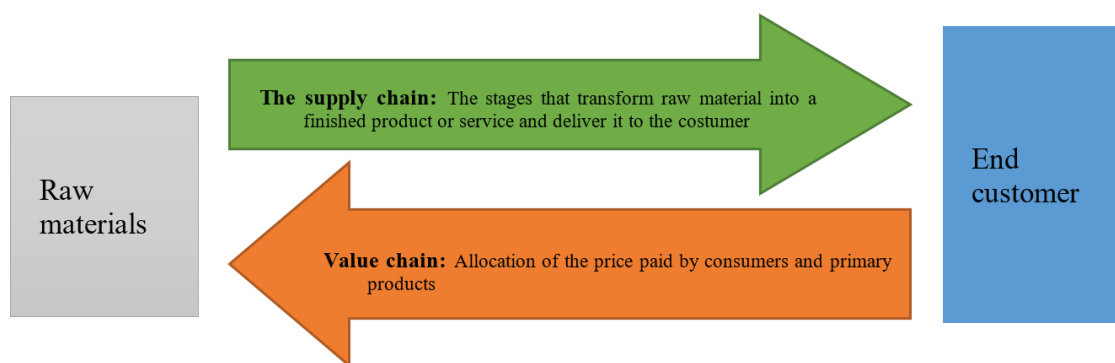 The supply chain: The stages that transform raw material into a
finished product or service and deliver it to the costumer
Raw
materials
End
customer
Value chain: Allocation of the price paid by consumers and primary
products